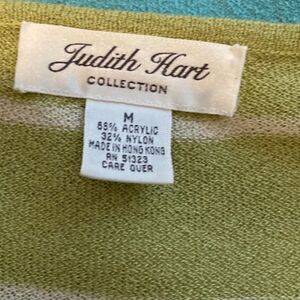 Judith Hart
COLLECTION
M
68% ACRYLIC
32% NYLON
MADE IN HONG KONG
RN 51323
CARE OVER